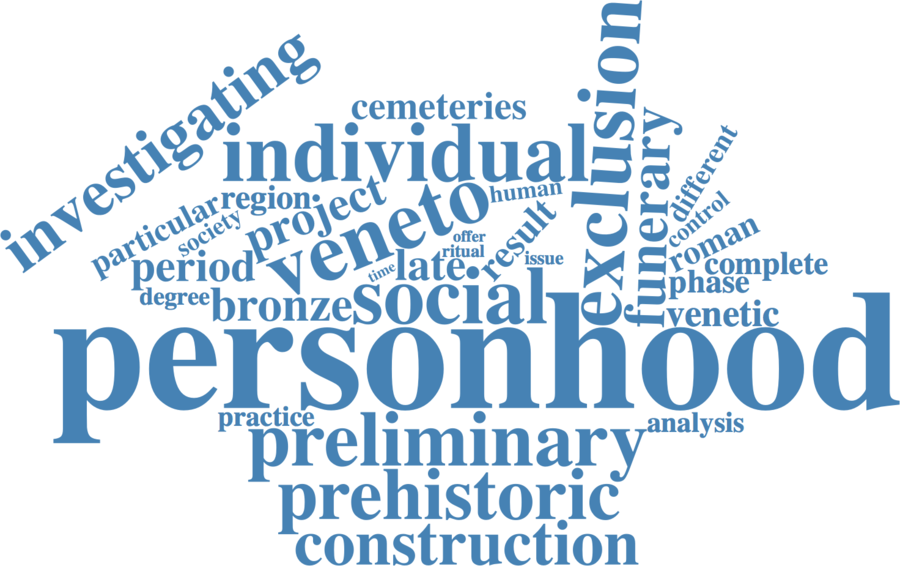 investigating
cemeteries
exclusion
individual
funerary
different
human
region
particular
society
project
veneto
control
offer
ritual
result
roman
period
late
time
issue
complete
phase
degree
bronze
social
venetic
personhood
practice
preliminary
analysis
prehistoric
construction